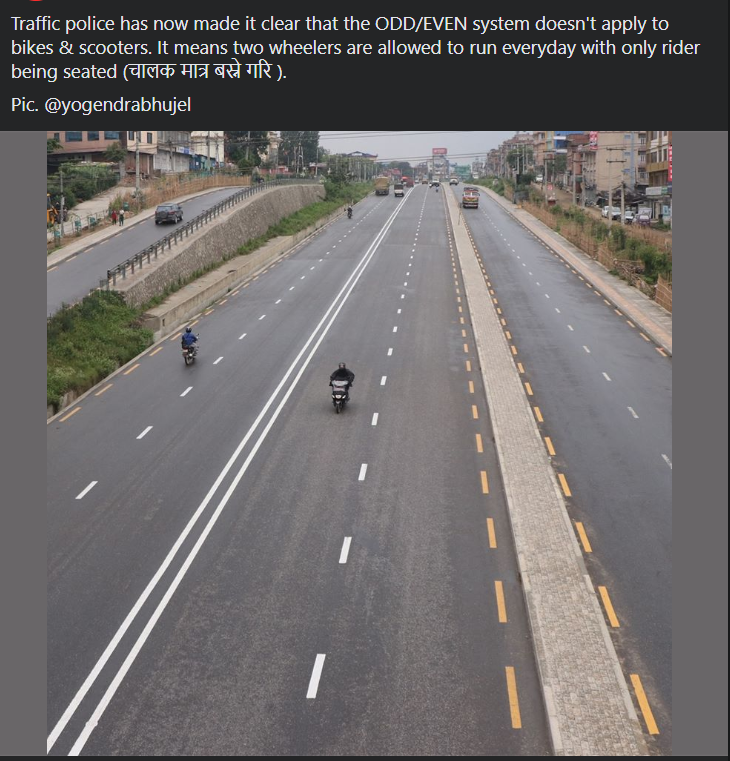 Traffic police has now made it clear that the ODD/EVEN system doesn't apply to
bikes & scooters. It means two wheelers are allowed to run everyday with only rider
being seated (चालक मात्र बस्ने गरि ).
Pic. @yogendrabhujel